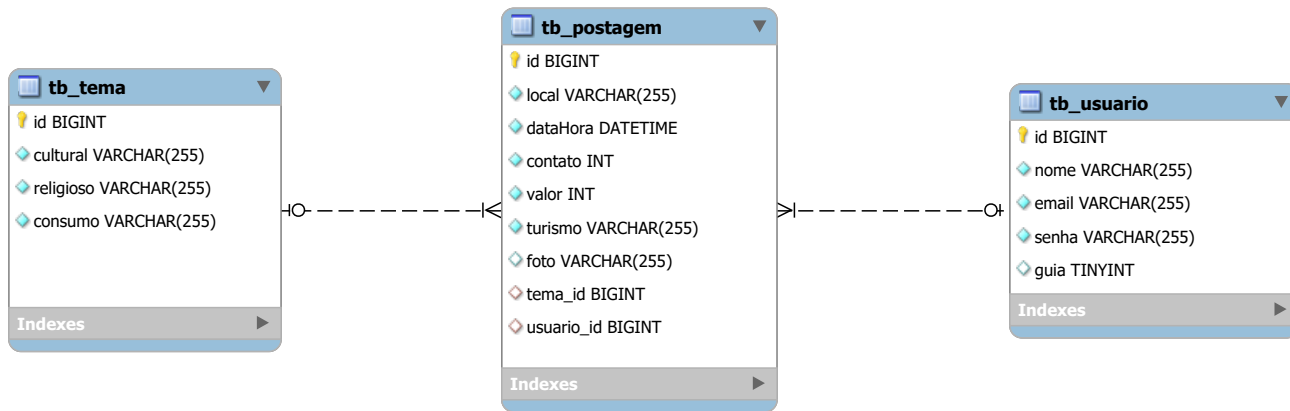 tb_tema
id BIGINT
cultural VARCHAR(255)
religioso VARCHAR(255)
consumo VARCHAR(255)
Indexes
tb_postagem
id BIGINT
local VARCHAR(255)
dataHora DATETIME
contato INT
valor INT
turismo VARCHAR(255)
foto VARCHAR(255)
tema_id BIGINT
usuario_id BIGINT
Indexes
tb_usuario
id BIGINT
nome VARCHAR(255)
email VARCHAR(255)
senha VARCHAR(255)
guia TINYINT
Indexes